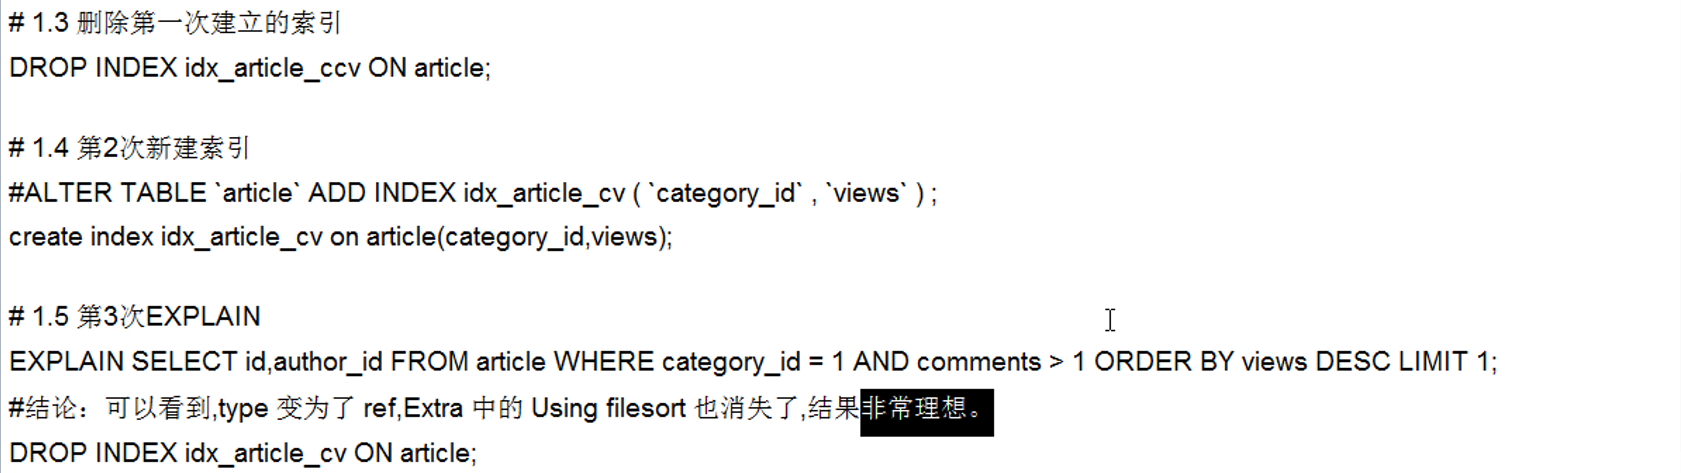 # 1.3 删除第一次建立的索引
DROP INDEX idx_article_ccv ON article;
# 1.4 第2次新建索引
#ALTER TABLE `article` ADD INDEX idx_article_cv ( `category_id` , `views` ) ;
create index idx_article_cv on article(category_id,views);
# 1.5 第3次EXPLAIN
EXPLAIN SELECT id,author_id FROM article WHERE category_id = 1 AND comments > 1 ORDER BY views DESC LIMIT 1;
#结论：可以看到,type 变为了 ref,Extra 中的 Using filesort 也消失了,结果非常理想。
DROP INDEX idx_article_cv ON article;